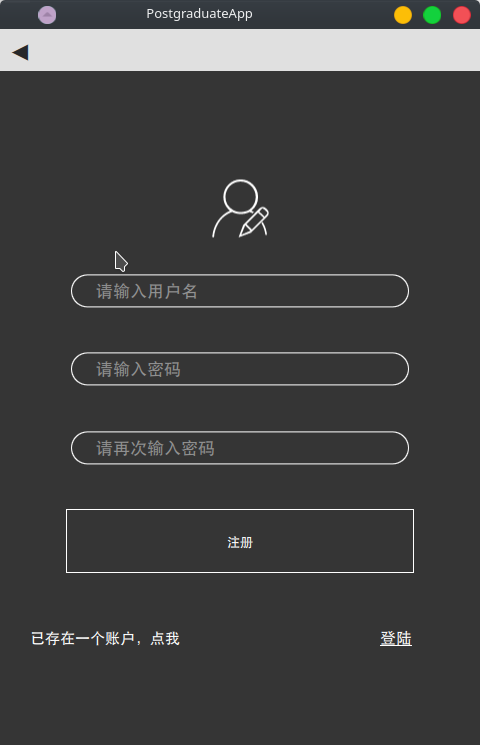 PostgraduateApp
请输入用户名
请输入密码
请再次输入密码
注册
已存在一个账户，点我
登陆